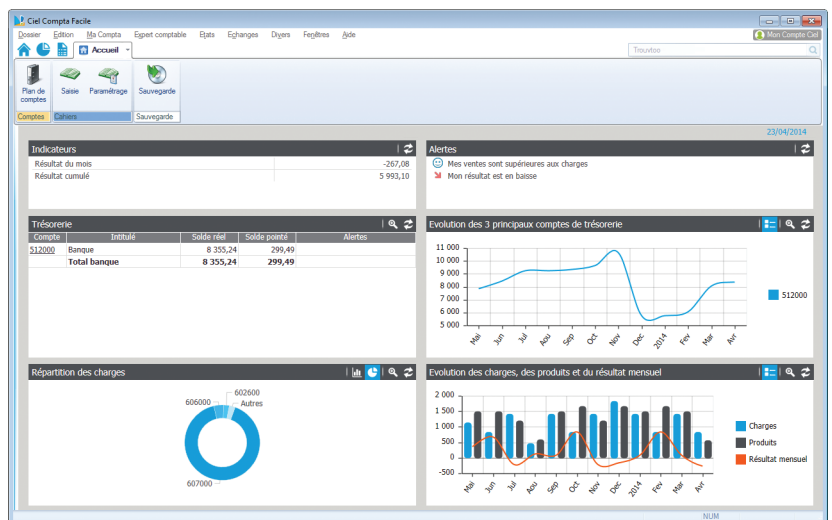 Ciel Compta Facile
Dossier Edition Ma Compta Expert comptable Etats Echanges Divers Fenêtres Aide
Mon Compte Ciel
Accueil
Trouvtoo
Plan de comptes Saisie Paramétrage Sauvegarde
Comptes Cahiers Sauvegarde
23/04/2014
Indicateurs
Résultat du mois -267,08
Résultat cumulé 5 993,10
Alertes
Mes ventes sont supérieures aux charges
Mon résultat est en baisse
Trésorerie
Compte Intitulé Solde réel Solde pointé Alertes
512000 Banque 8 355,24 299,49
Total banque 8 355,24 299,49
Evolution des 3 principaux comptes de trésorerie
11 000
10 000
9 000
8 000
7 000
6 000
5 000
Mai Jun Jul Aou Sep Oct Nov Dec 2014 Fev Mar Avr
512000
Répartition des charges
602600
606000 Autres
607000
Evolution des charges, des produits et du résultat mensuel
2 000
1 500
1 000
500
0
-500
Mai Jun Jul Aou Sep Oct Nov Dec 2014 Fev Mar Avr
Charges
Produits
Résultat mensuel
NUM